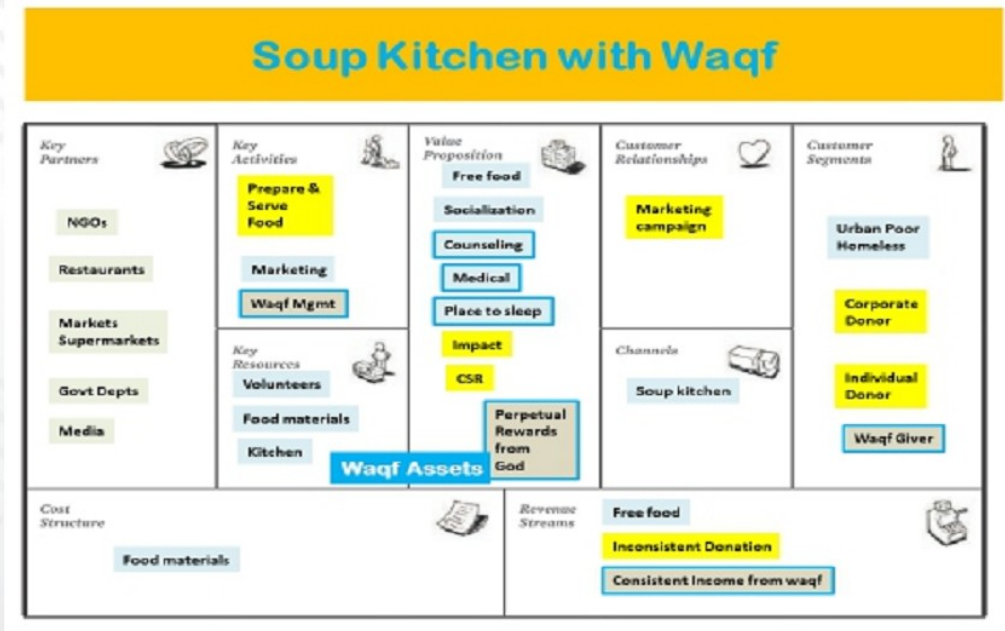 Soup Kitchen with Waqf
Key
Partners
NGOs
Restaurants
Markets
Supermarkets
Govt Depts
Media
Key
Activities
Prepare &
Serve
Food
Marketing
Waqf Mgmt
Key
Resources
Volunteers
Food materials
Kitchen
Waqf Assets
Value
Proposition
Free food
Socialization
Counseling
Medical
Place to sleep
Impact
CSR
Perpetual
Rewards
from
God
Customer
Relationships
Marketing
campaign
Channels
Soup kitchen
Customer
Segments
Urban Poor
Homeless
Corporate
Donor
Individual
Donor
Waqf Giver
Cost
Structure
Food materials
Revenue
Streams
Free food
Inconsistent Donation
Consistent Income from waqf